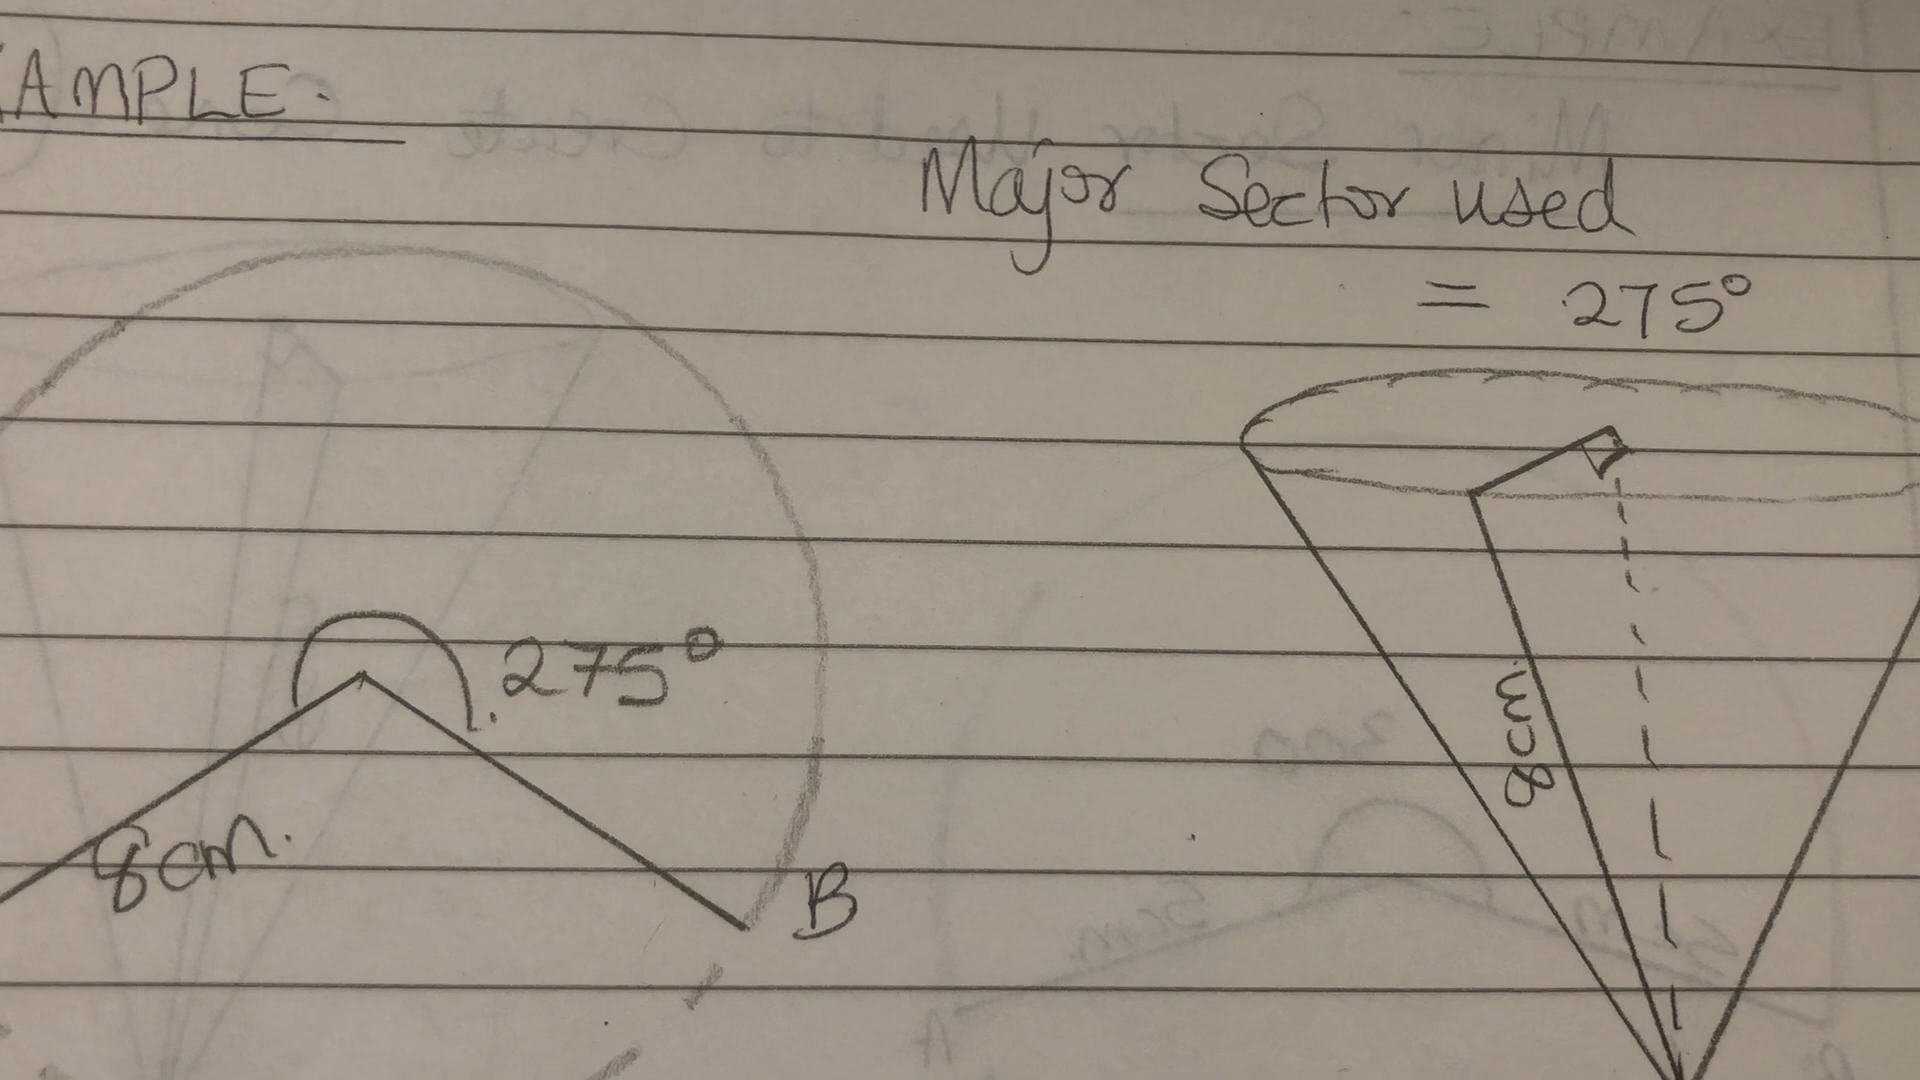 AMPLE.
Major Sector used
= 275°
275°
8cm
8cm.
B